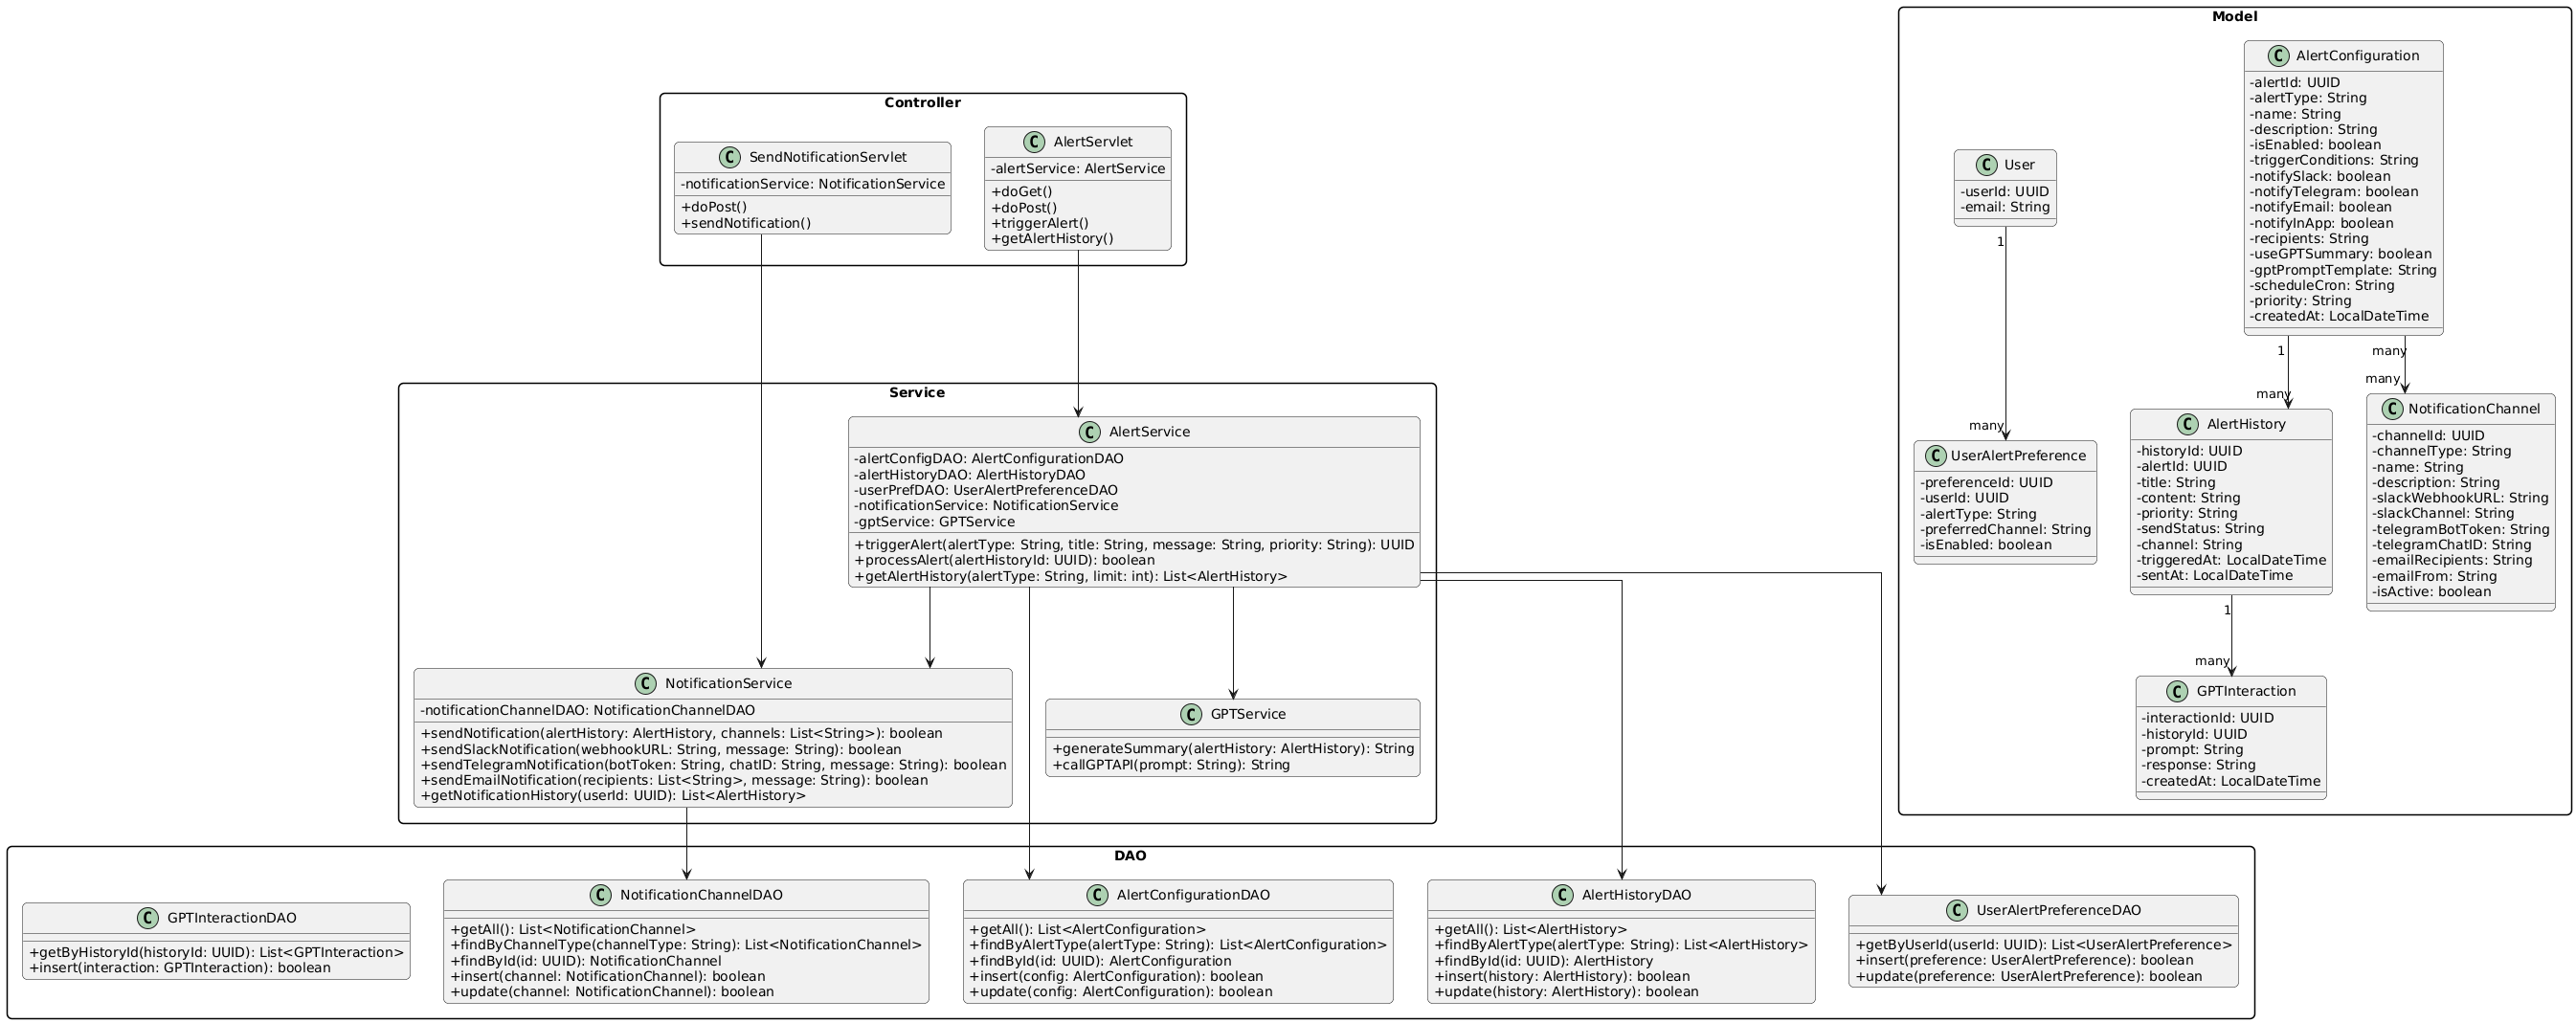 Controller
C SendNotificationServlet
-notificationService: NotificationService
+doPost()
+sendNotification()
C AlertServlet
-alertService: AlertService
+doGet()
+doPost()
+triggerAlert()
+getAlertHistory()
Model
C User
-userId: UUID
-email: String
C AlertConfiguration
-alertId: UUID
-alertType: String
-name: String
-description: String
-isEnabled: boolean
-triggerConditions: String
-notifySlack: boolean
-notifyTelegram: boolean
-notifyEmail: boolean
-notifyInApp: boolean
-recipients: String
-useGPTSummary: boolean
-gptPromptTemplate: String
-scheduleCron: String
-priority: String
-createdAt: LocalDateTime
1
many
1
many
many
many
C UserAlertPreference
-preferenceId: UUID
-userId: UUID
-alertType: String
-preferredChannel: String
-isEnabled: boolean
C AlertHistory
-historyId: UUID
-alertId: UUID
-title: String
-content: String
-priority: String
-sendStatus: String
-channel: String
-triggeredAt: LocalDateTime
-sentAt: LocalDateTime
C NotificationChannel
-channelId: UUID
-channelType: String
-name: String
-description: String
-slackWebhookURL: String
-slackChannel: String
-telegramBotToken: String
-telegramChatID: String
-emailRecipients: String
-emailFrom: String
-isActive: boolean
1
many
C GPTInteraction
-interactionId: UUID
-historyId: UUID
-prompt: String
-response: String
-createdAt: LocalDateTime
Service
C AlertService
-alertConfigDAO: AlertConfigurationDAO
-alertHistoryDAO: AlertHistoryDAO
-userPrefDAO: UserAlertPreferenceDAO
-notificationService: NotificationService
-gptService: GPTService
+triggerAlert(alertType: String, title: String, message: String, priority: String): UUID
+processAlert(alertHistoryId: UUID): boolean
+getAlertHistory(alertType: String, limit: int): List<AlertHistory>
C NotificationService
-notificationChannelDAO: NotificationChannelDAO
+sendNotification(alertHistory: AlertHistory, channels: List<String>): boolean
+sendSlackNotification(webhookURL: String, message: String): boolean
+sendTelegramNotification(botToken: String, chatID: String, message: String): boolean
+sendEmailNotification(recipients: List<String>, message: String): boolean
+getNotificationHistory(userId: UUID): List<AlertHistory>
C GPTService
+generateSummary(alertHistory: AlertHistory): String
+callGPTAPI(prompt: String): String
DAO
C GPTInteractionDAO
+getByHistoryId(historyId: UUID): List<GPTInteraction>
+insert(interaction: GPTInteraction): boolean
C NotificationChannelDAO
+getAll(): List<NotificationChannel>
+findByChannelType(channelType: String): List<NotificationChannel>
+findById(id: UUID): NotificationChannel
+insert(channel: NotificationChannel): boolean
+update(channel: NotificationChannel): boolean
C AlertConfigurationDAO
+getAll(): List<AlertConfiguration>
+findByAlertType(alertType: String): List<AlertConfiguration>
+findById(id: UUID): AlertConfiguration
+insert(config: AlertConfiguration): boolean
+update(config: AlertConfiguration): boolean
C AlertHistoryDAO
+getAll(): List<AlertHistory>
+findByAlertType(alertType: String): List<AlertHistory>
+findById(id: UUID): AlertHistory
+insert(history: AlertHistory): boolean
+update(history: AlertHistory): boolean
C UserAlertPreferenceDAO
+getByUserId(userId: UUID): List<UserAlertPreference>
+insert(preference: UserAlertPreference): boolean
+update(preference: UserAlertPreference): boolean